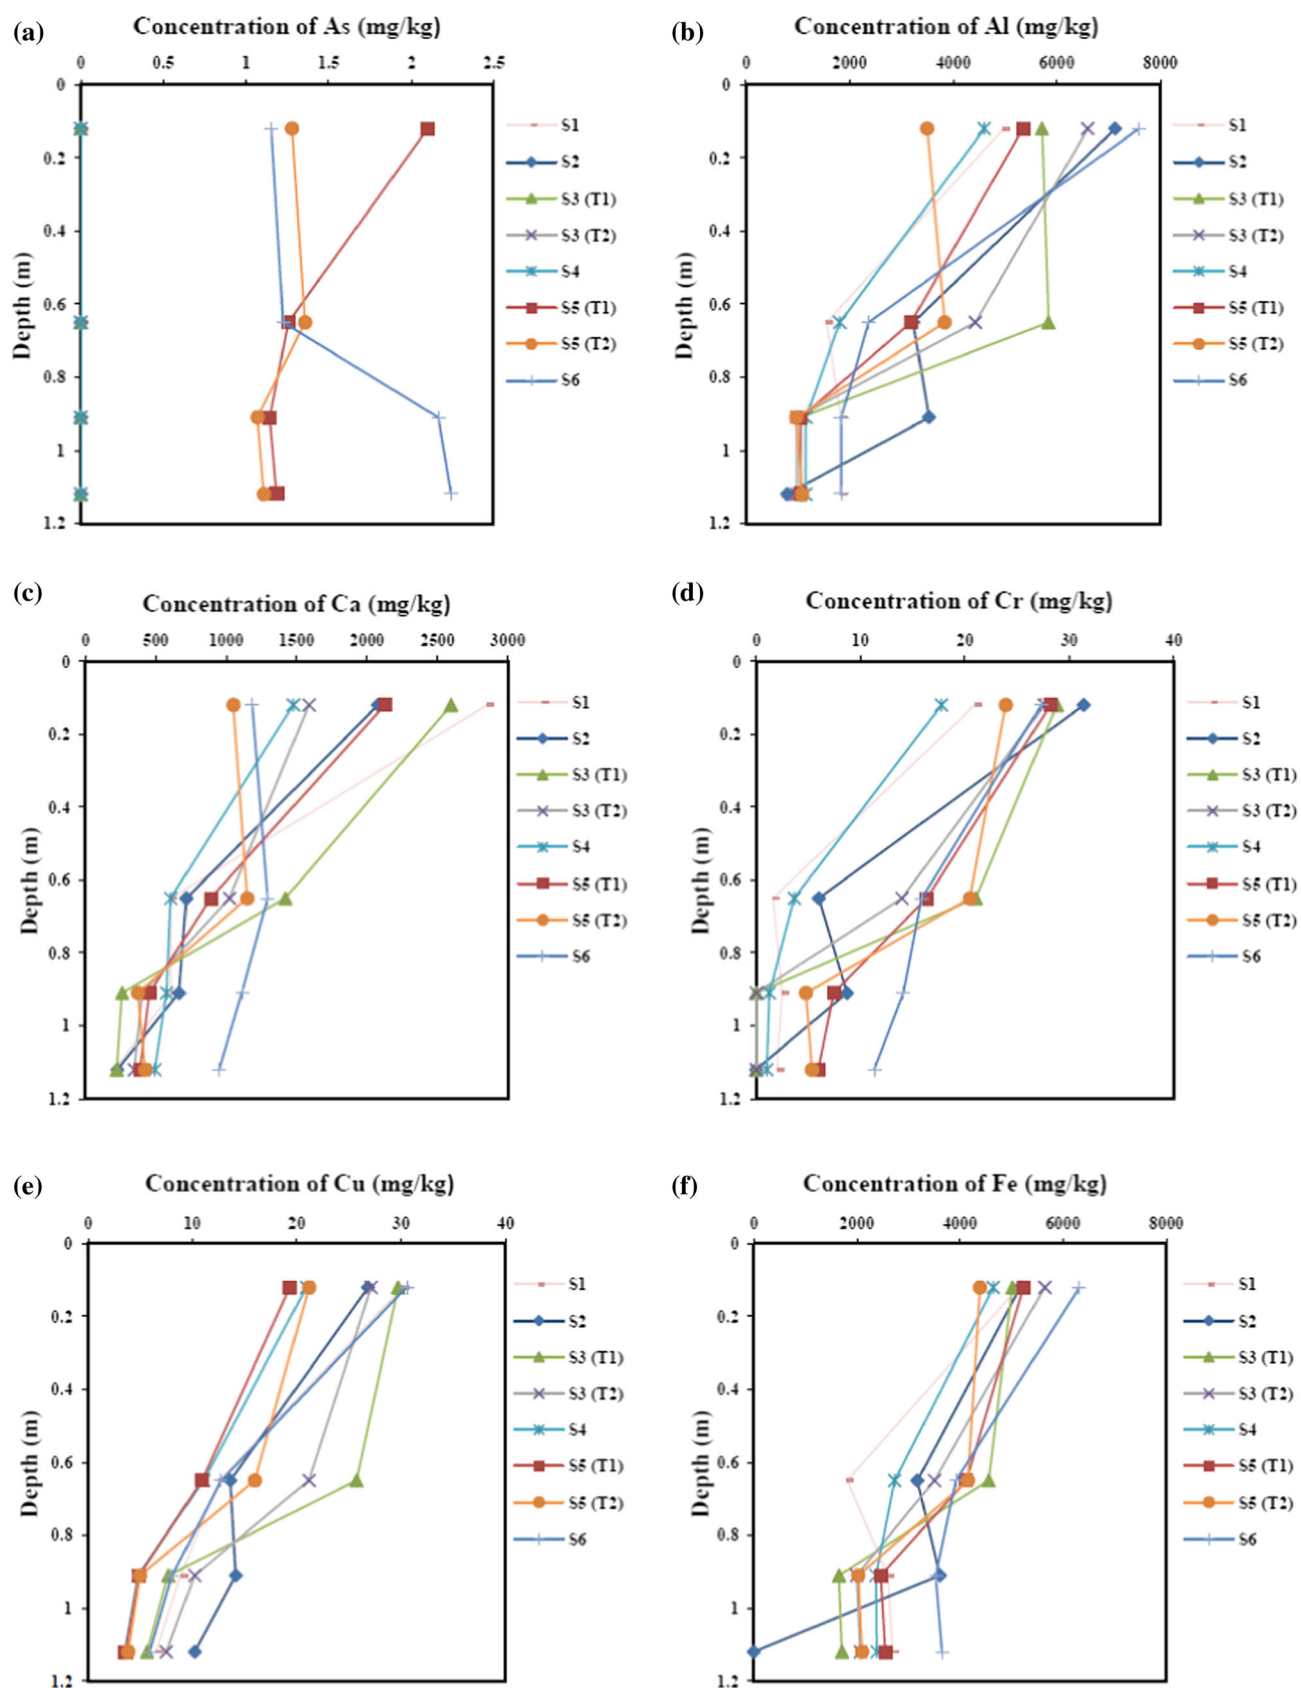 (a)
Concentration of As (mg/kg)
0 0.5 1 1.5 2 2.5
0
0.2
0.4
0.6
0.8
1
1.2
Depth (m)
S1
S2
S3 (T1)
S3 (T2)
S4
S5 (T1)
S5 (T2)
S6
(b)
Concentration of Al (mg/kg)
0 2000 4000 6000 8000
0
0.2
0.4
0.6
0.8
1
1.2
Depth (m)
S1
S2
S3 (T1)
S3 (T2)
S4
S5 (T1)
S5 (T2)
S6
(c)
Concentration of Ca (mg/kg)
0 500 1000 1500 2000 2500 3000
0
0.2
0.4
0.6
0.8
1
1.2
Depth (m)
S1
S2
S3 (T1)
S3 (T2)
S4
S5 (T1)
S5 (T2)
S6
(d)
Concentration of Cr (mg/kg)
0 10 20 30 40
0
0.2
0.4
0.6
0.8
1
1.2
Depth (m)
S1
S2
S3 (T1)
S3 (T2)
S4
S5 (T1)
S5 (T2)
S6
(e)
Concentration of Cu (mg/kg)
0 10 20 30 40
0
0.2
0.4
0.6
0.8
1
1.2
Depth (m)
S1
S2
S3 (T1)
S3 (T2)
S4
S5 (T1)
S5 (T2)
S6
(f)
Concentration of Fe (mg/kg)
0 2000 4000 6000 8000
0
0.2
0.4
0.6
0.8
1
1.2
Depth (m)
S1
S2
S3 (T1)
S3 (T2)
S4
S5 (T1)
S5 (T2)
S6